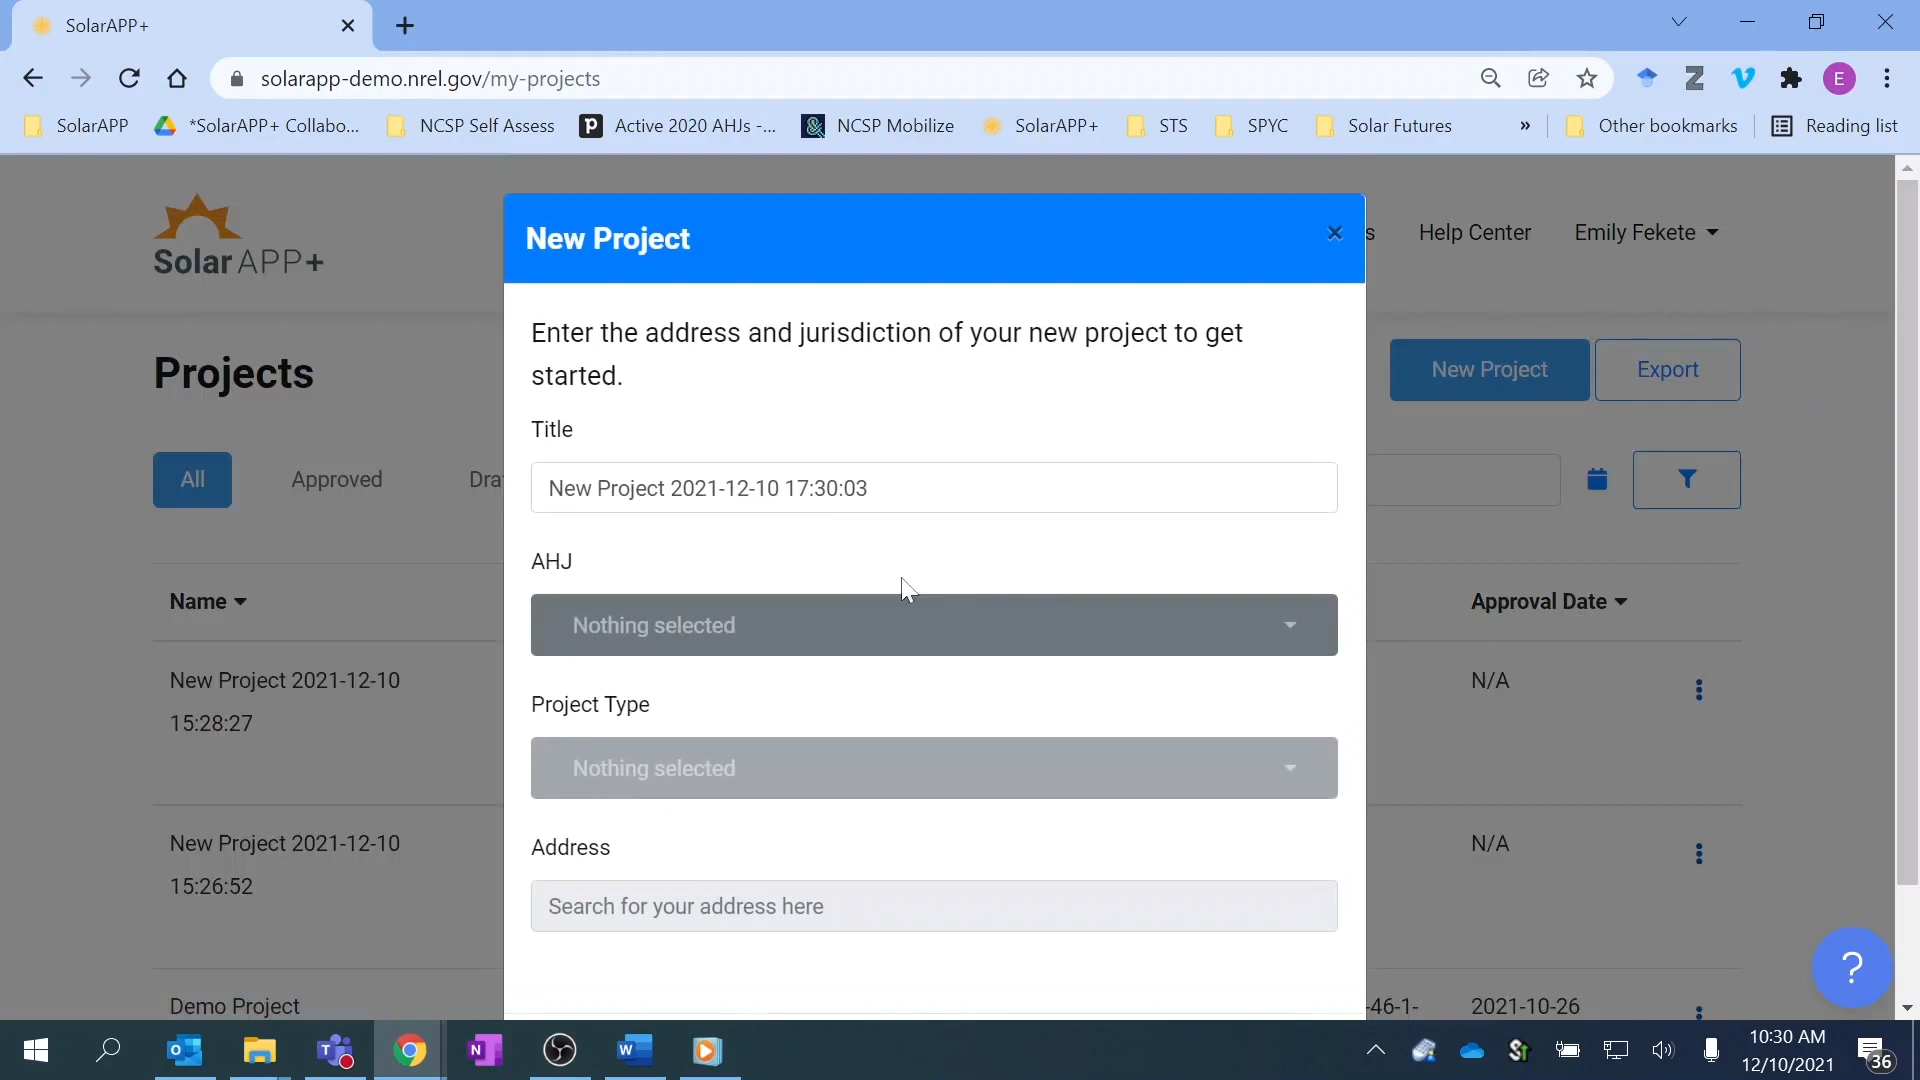 SolarAPP+
solarapp-demo.nrel.gov/my-projects
E
SolarAPP
*SolarAPP+ Collabo...
NCSP Self Assess
Active 2020 AHJs -...
NCSP Mobilize
SolarAPP+
STS
SPYC
Solar Futures
»
Other bookmarks
Reading list
SolarAPP+
New Project
×
s
Help Center
Emily Fekete
Enter the address and jurisdiction of your new project to get
started.
Projects
New Project
Export
Title
All
Approved
Dra
New Project 2021-12-10 17:30:03
AHJ
Name
Approval Date
Nothing selected
New Project 2021-12-10
15:28:27
N/A
Project Type
Nothing selected
New Project 2021-12-10
15:26:52
N/A
Address
Search for your address here
?
Demo Project
-46-1-
2021-10-26
10:30 AM
12/10/2021
36